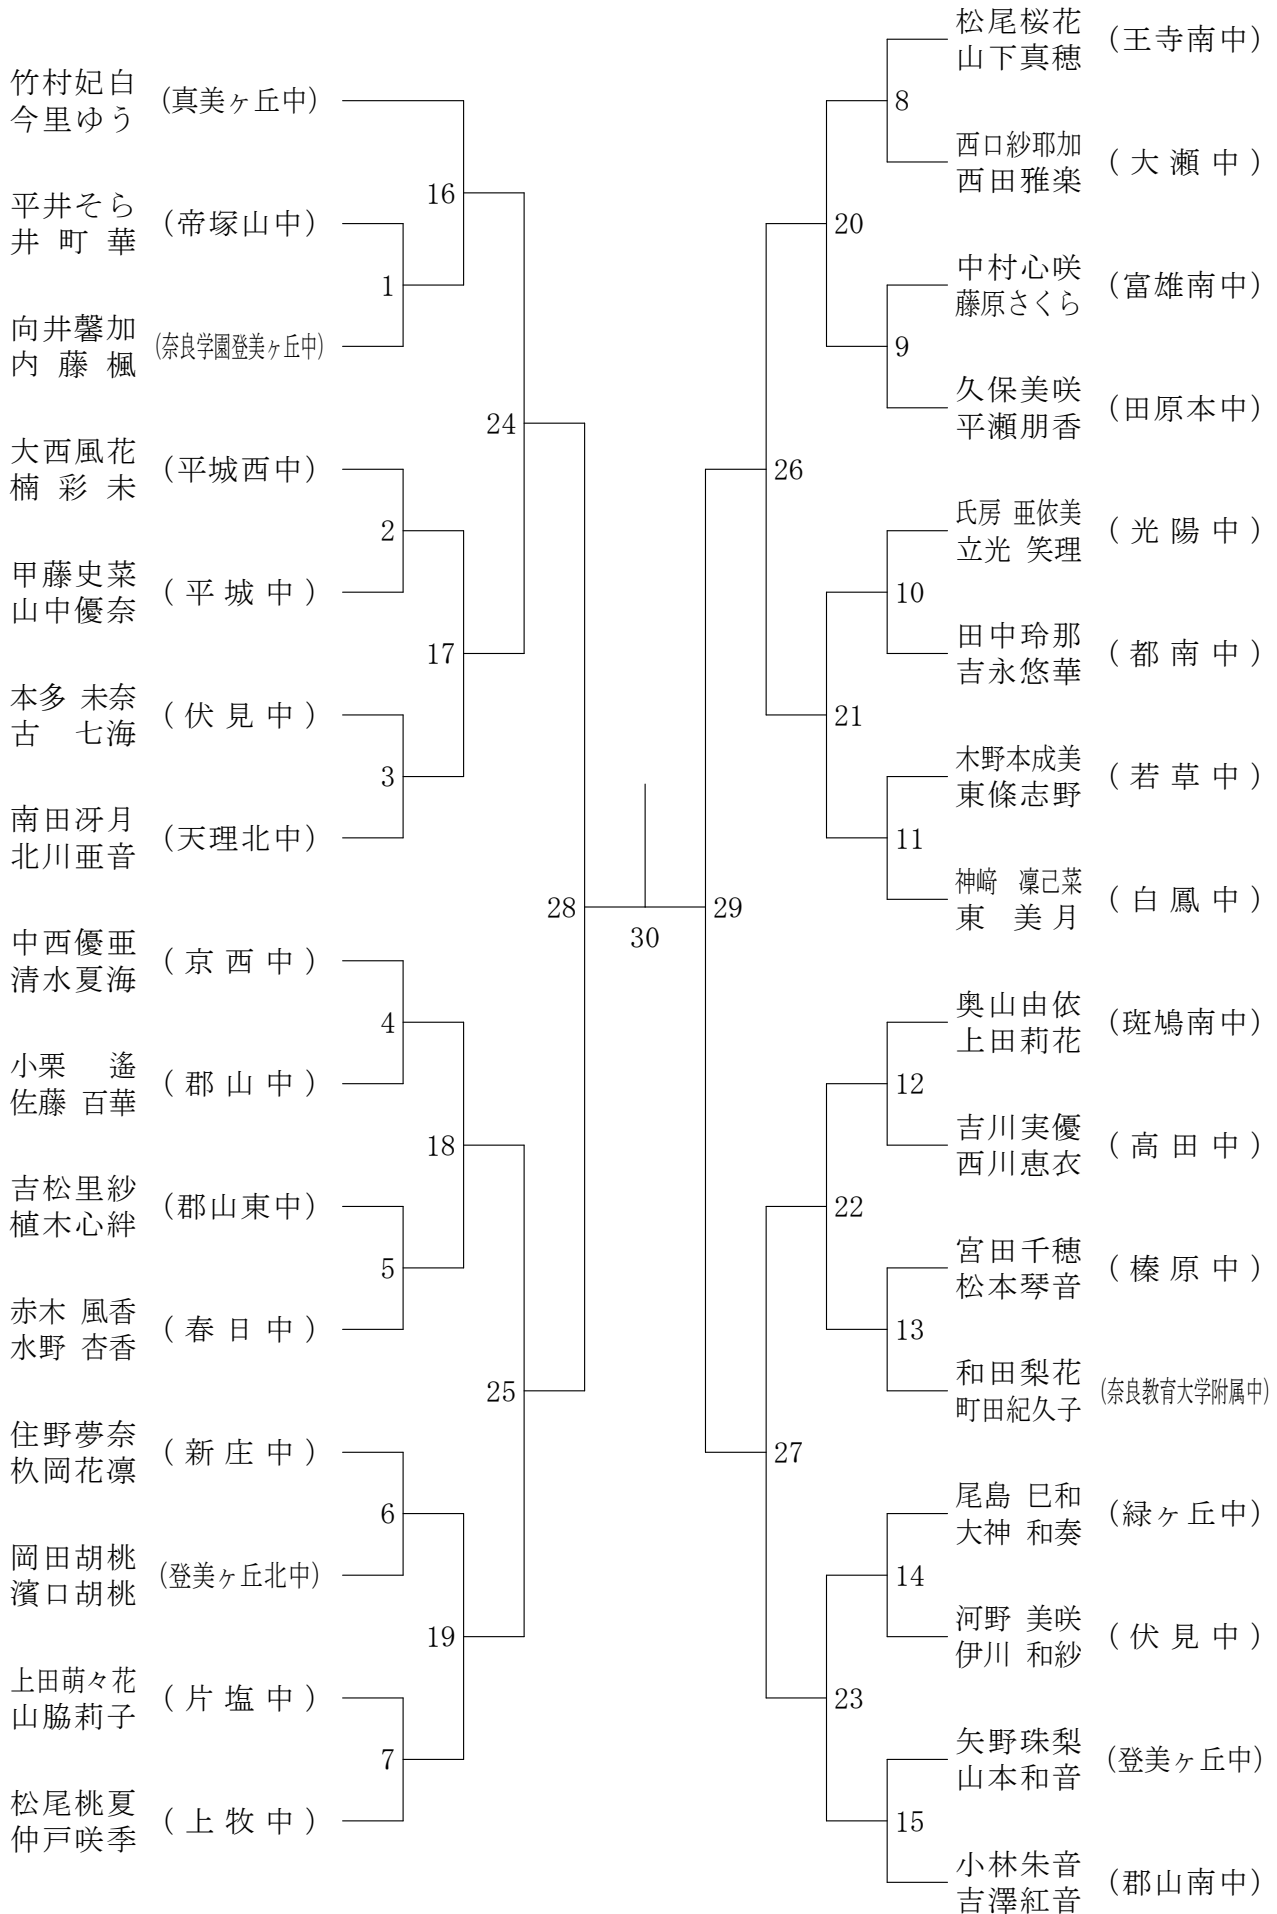 竹村妃白
今里ゆう
(真美ヶ丘中)
平井そら
井町華
(帝塚山中)
向井馨加
内藤楓
(奈良学園登美ヶ丘中)
大西風花
楠彩未
(平城西中)
甲藤史菜
山中優奈
(平城中)
本多 未奈
古 七海
(伏見中)
南田冴月
北川亜音
(天理北中)
中西優亜
清水夏海
(京西中)
小栗 遙
佐藤 百華
(郡山中)
吉松里紗
植木心絆
(郡山東中)
赤木 風香
水野 杏香
(春日中)
住野夢奈
杦岡花凛
(新庄中)
岡田胡桃
濱口胡桃
(登美ヶ丘北中)
上田萌々花
山脇莉子
(片塩中)
松尾桃夏
仲戸咲季
(上牧中)
1
2
3
4
5
6
7
16
17
18
19
24
25
28
30
29
26
27
20
21
22
23
8
9
10
11
12
13
14
15
松尾桜花
山下真穂
(王寺南中)
西口紗耶加
西田雅楽
(大瀬中)
中村心咲
藤原さくら
(富雄南中)
久保美咲
平瀬朋香
(田原本中)
氏房 亜依美
立光 笑理
(光陽中)
田中玲那
吉永悠華
(都南中)
木野本成美
東條志野
(若草中)
神﨑 凜己菜
東 美月
(白鳳中)
奥山由依
上田莉花
(斑鳩南中)
吉川実優
西川恵衣
(高田中)
宮田千穂
松本琴音
(榛原中)
和田梨花
町田紀久子
(奈良教育大学附属中)
尾島 巳和
大神 和奏
(緑ヶ丘中)
河野 美咲
伊川 和紗
(伏見中)
矢野珠梨
山本和音
(登美ヶ丘中)
小林朱音
吉澤紅音
(郡山南中)